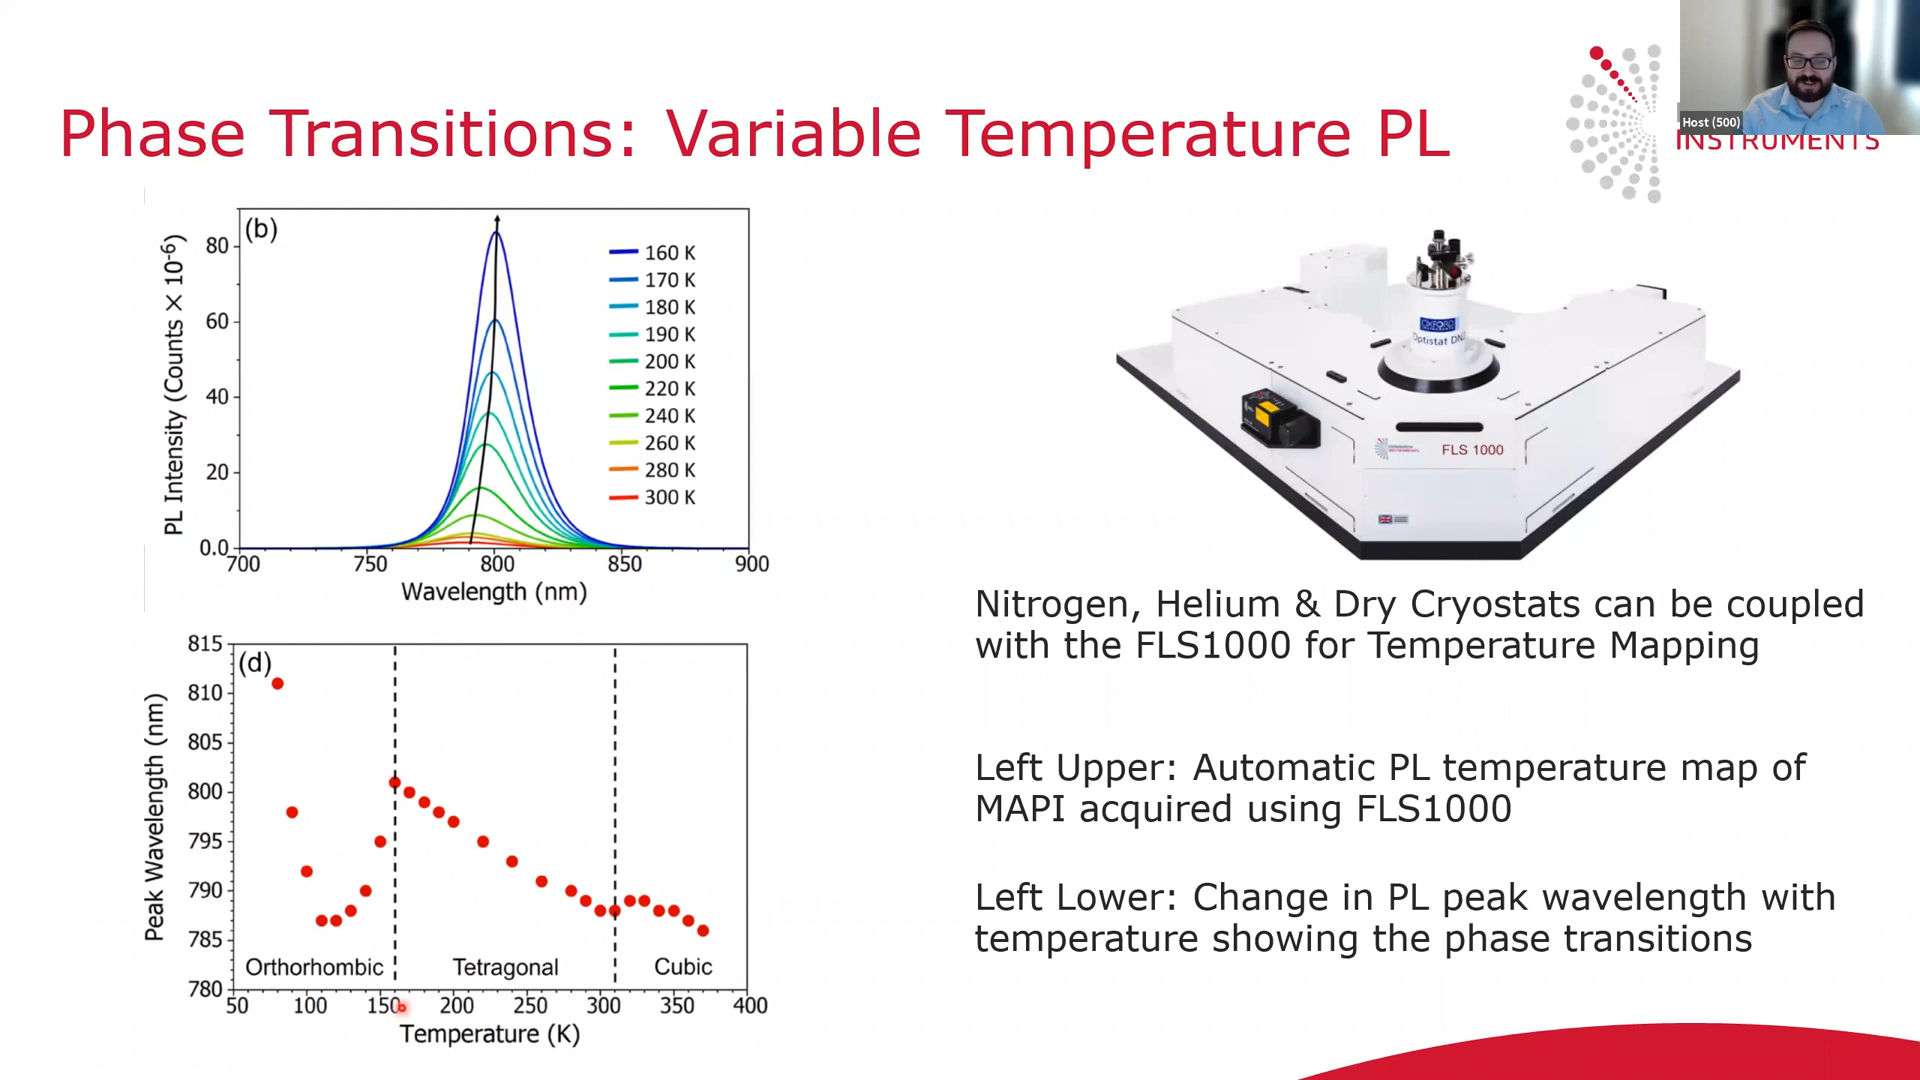 Phase Transitions: Variable Temperature PL
INSTRUMENTS
Host (500)
(b)
PL Intensity (Counts × 10-6)
80
60
40
20
0.0
700 750 800 850 900
Wavelength (nm)
160 K
170 K
180 K
190 K
200 K
220 K
240 K
260 K
280 K
300 K
(d)
Peak Wavelength (nm)
815
810
805
800
795
790
785
780
Orthorhombic Tetragonal Cubic
50 100 150 200 250 300 350 400
Temperature (K)
OXFORD
Optistat DN
FLS 1000
Nitrogen, Helium & Dry Cryostats can be coupled
with the FLS1000 for Temperature Mapping
Left Upper: Automatic PL temperature map of
MAPI acquired using FLS1000
Left Lower: Change in PL peak wavelength with
temperature showing the phase transitions